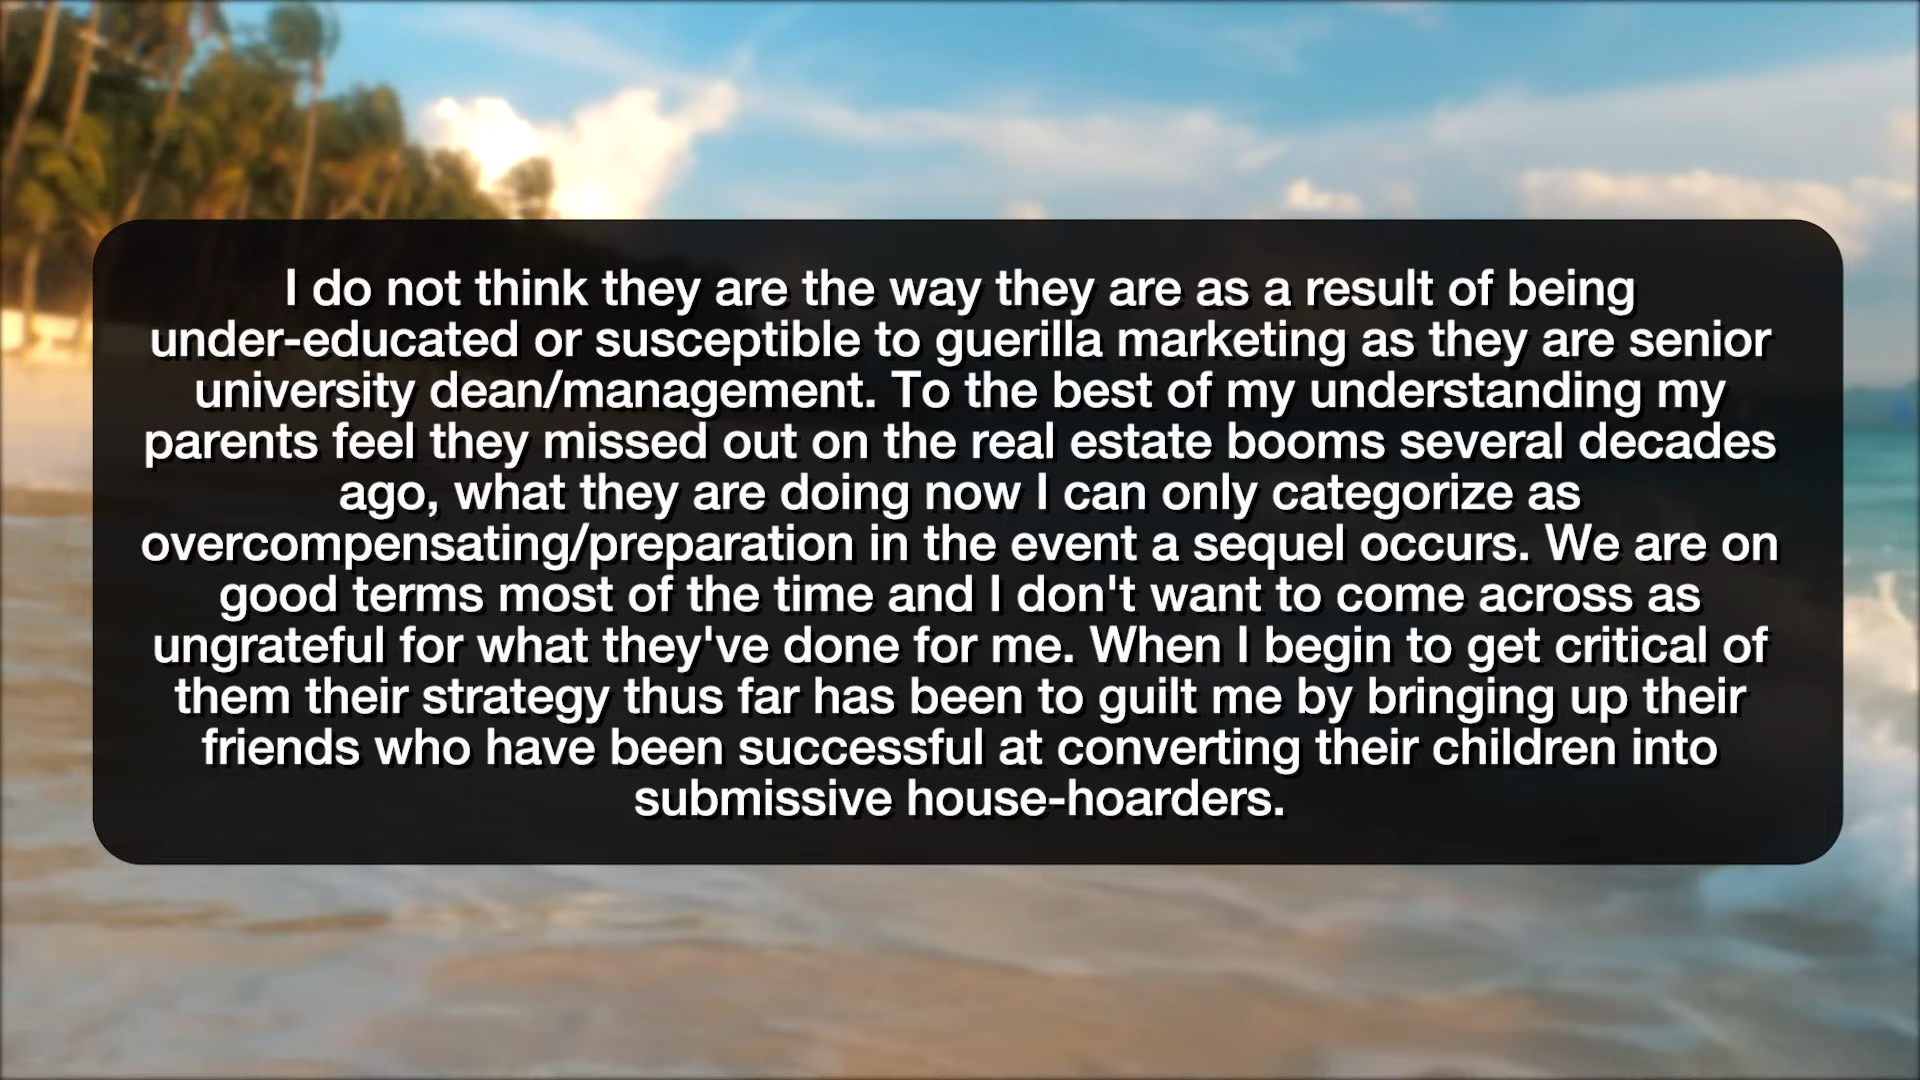 I do not think they are the way they are as a result of being
under-educated or susceptible to guerilla marketing as they are senior
university dean/management. To the best of my understanding my
parents feel they missed out on the real estate booms several decades
ago, what they are doing now I can only categorize as
overcompensating/preparation in the event a sequel occurs. We are on
good terms most of the time and I don't want to come across as
ungrateful for what they've done for me. When I begin to get critical of
them their strategy thus far has been to guilt me by bringing up their
friends who have been successful at converting their children into
submissive house-hoarders.